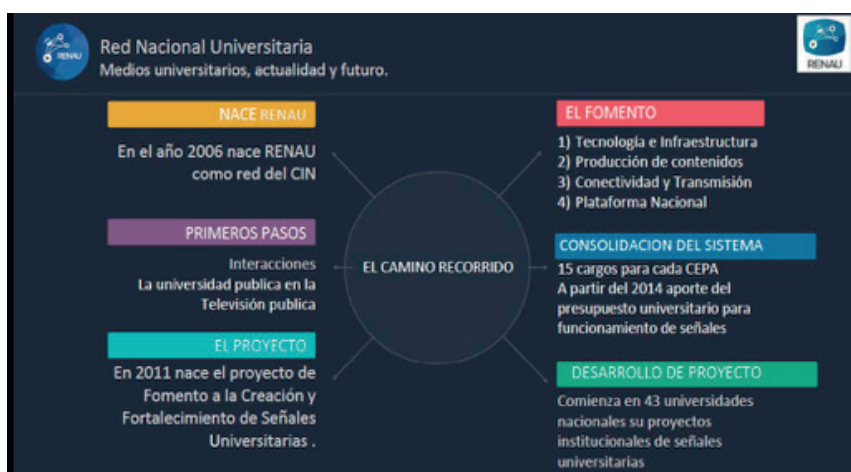 RENAU
Red Nacional Universitaria
Medios universitarios, actualidad y futuro.
RENAU
NACE RENAU
En el año 2006 nace RENAU
como red del CIN
PRIMEROS PASOS
Interacciones
La universidad publica en la
Televisión publica
EL PROYECTO
En 2011 nace el proyecto de
Fomento a la Creación y
Fortalecimiento de Señales
Universitarias .
EL CAMINO RECORRIDO
EL FOMENTO
1) Tecnología e Infraestructura
2) Producción de contenidos
3) Conectividad y Transmisión
4) Plataforma Nacional
CONSOLIDACION DEL SISTEMA
15 cargos para cada CEPA
A partir del 2014 aporte del
presupuesto universitario para
funcionamiento de señales
DESARROLLO DE PROYECTO
Comienza en 43 universidades
nacionales su proyectos
institucionales de señales
universitarias